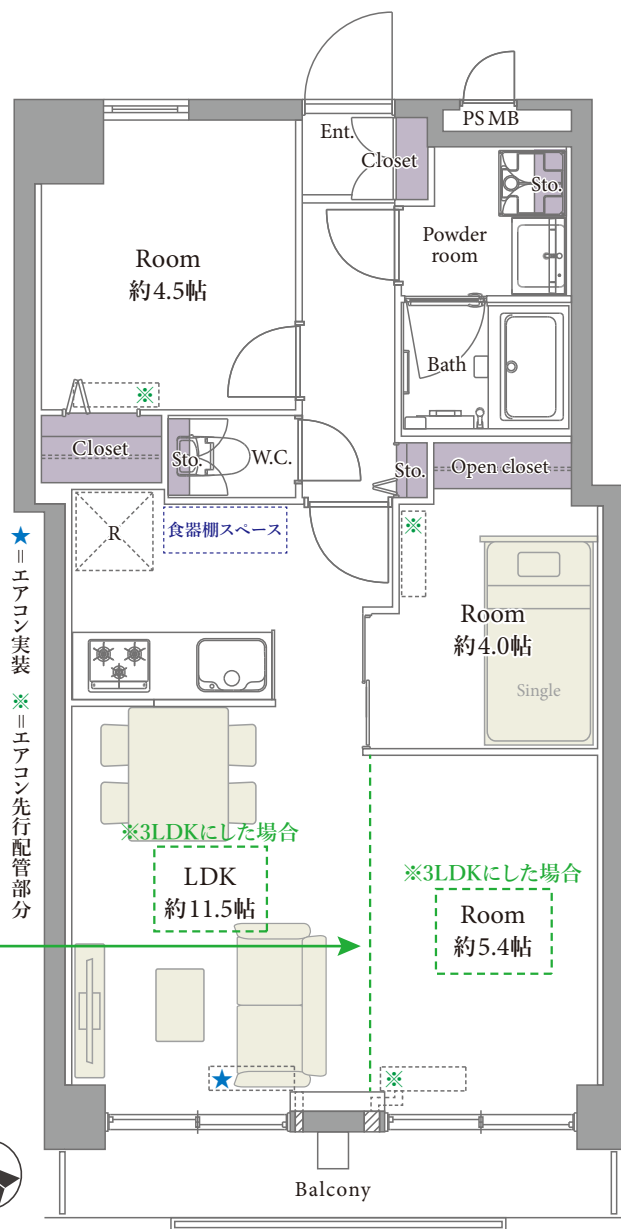 PS MB
Ent.
Closet
Sto.
Powder
room
Room
約4.5帖
Bath
※
Closet
Sto.
W.C.
Sto.
Open closet
R
食器棚スペース
※
Room
約4.0帖
Single
★=エアコン実装 ※=エアコン先行配管部分
※3LDKにした場合
LDK
約11.5帖
※3LDKにした場合
Room
約5.4帖
★
※
Balcony